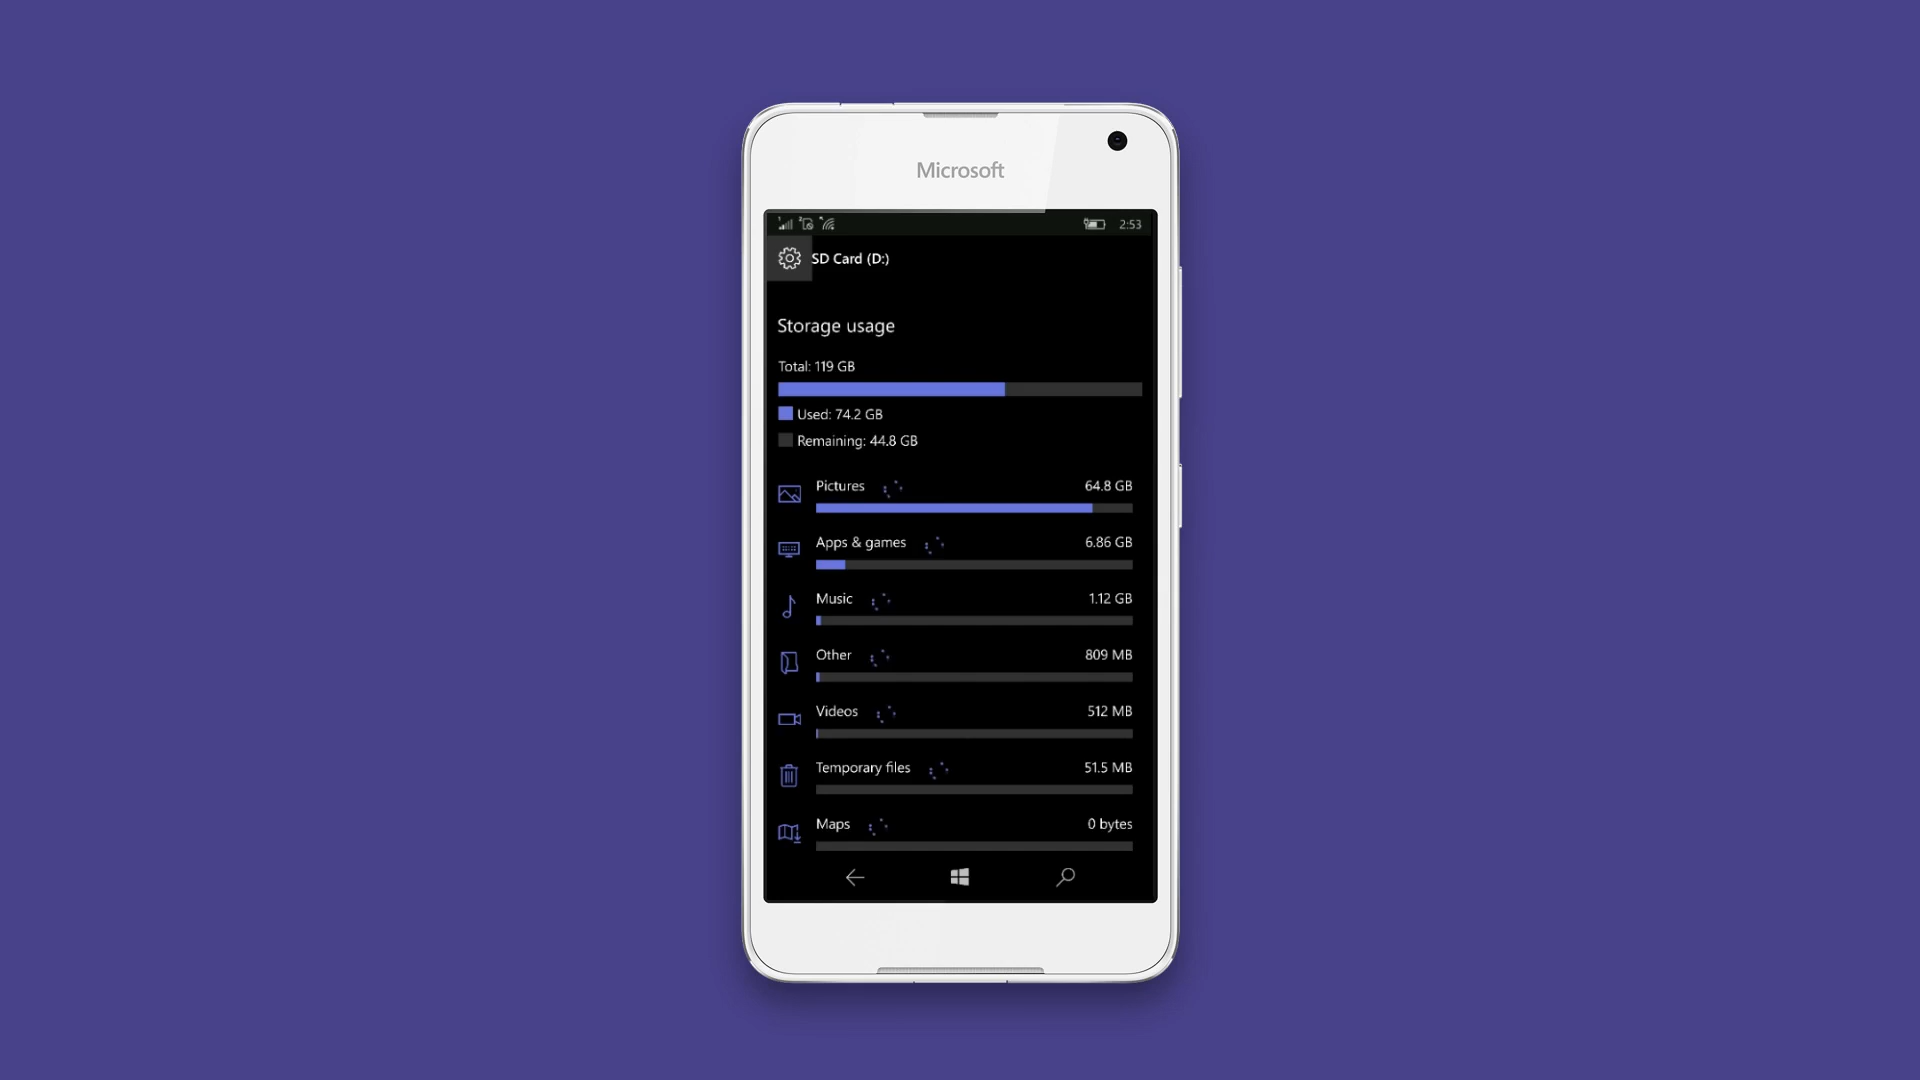 Microsoft
2:53
SD Card (D:)
Storage usage
Total: 119 GB
Used: 74.2 GB
Remaining: 44.8 GB
Pictures 64.8 GB
Apps & games 6.86 GB
Music 1.12 GB
Other 809 MB
Videos 512 MB
Temporary files 51.5 MB
Maps 0 bytes